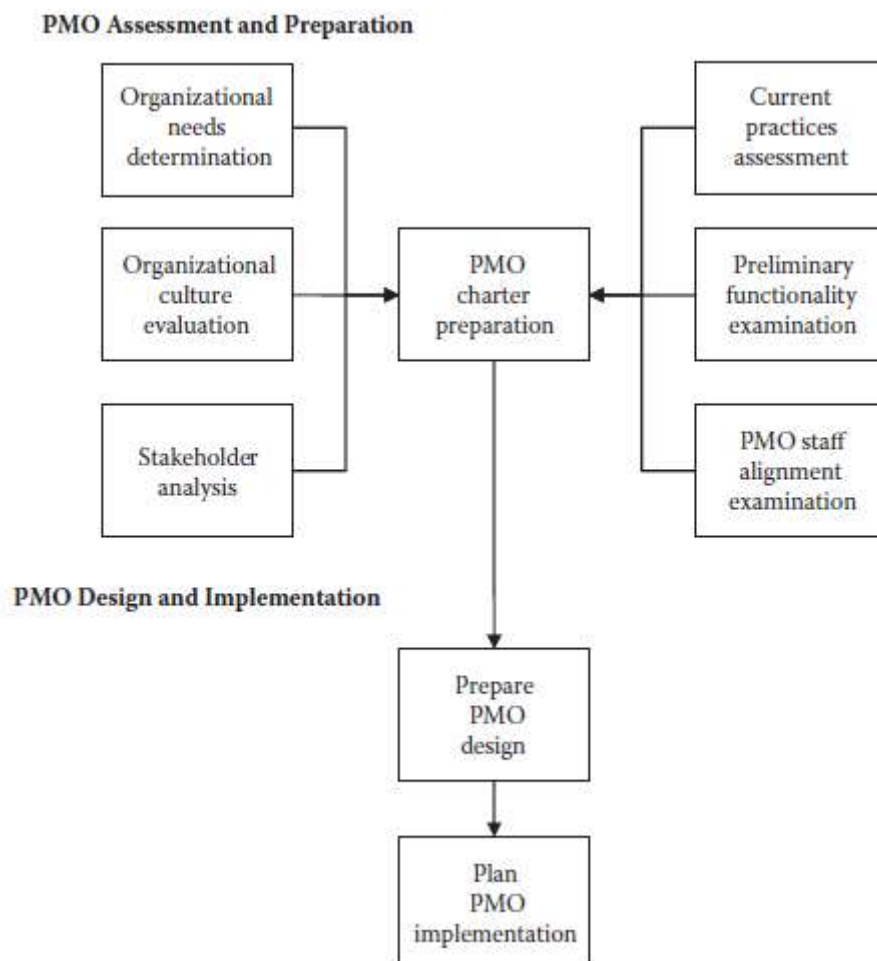 PMO Assessment and Preparation
Organizational
needs
determination
Current
practices
assessment
Organizational
culture
evaluation
PMO
charter
preparation
Preliminary
functionality
examination
Stakeholder
analysis
PMO staff
alignment
examination
PMO Design and Implementation
Prepare
PMO
design
Plan
PMO
implementation